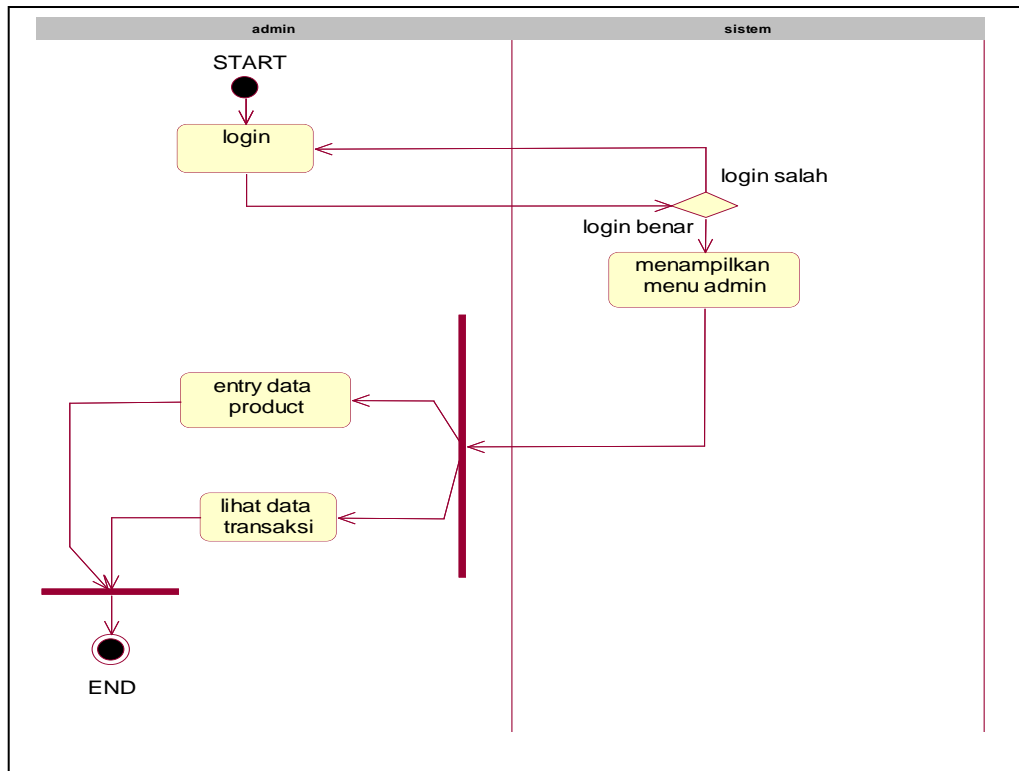 admin
sistem
START
login
login salah
login benar
menampilkan
menu admin
entry data
product
lihat data
transaksi
END